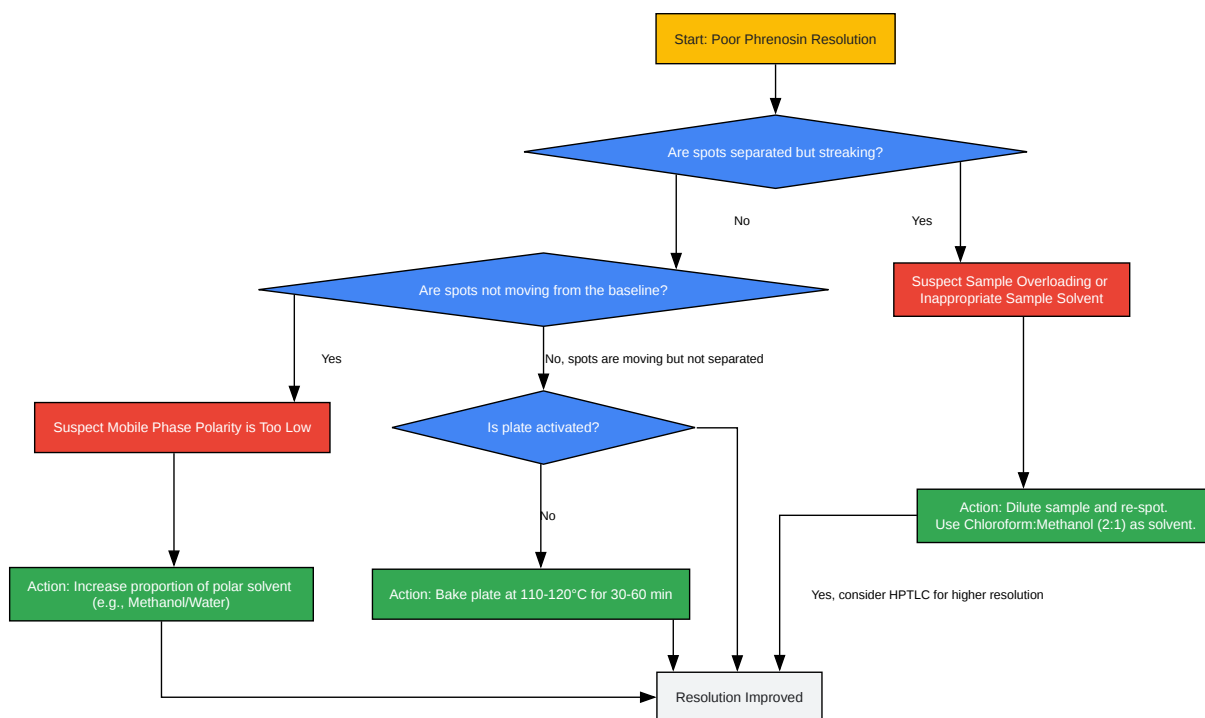 Start: Poor Phrenosin Resolution
Are spots separated but streaking?
No
Yes
Are spots not moving from the baseline?
Suspect Sample Overloading or
Inappropriate Sample Solvent
Yes
No, spots are moving but not separated
Suspect Mobile Phase Polarity is Too Low
Is plate activated?
No
Action: Dilute sample and re-spot.
Use Chloroform:Methanol (2:1) as solvent.
Action: Increase proportion of polar solvent
(e.g., Methanol/Water)
Action: Bake plate at 110-120°C for 30-60 min
Yes, consider HPTLC for higher resolution
Resolution Improved